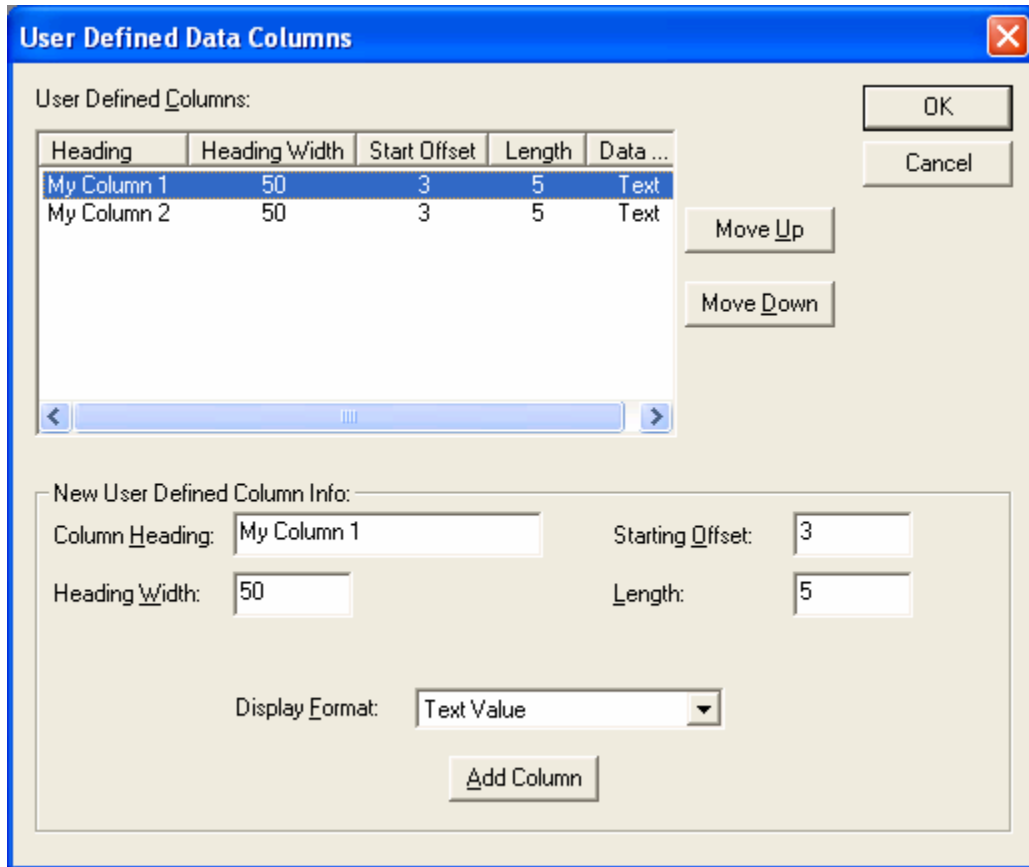 User Defined Data Columns
User Defined Columns:
OK
Cancel
Heading Heading Width Start Offset Length Data ...
My Column 1 50 3 5 Text
My Column 2 50 3 5 Text
Move Up
Move Down
New User Defined Column Info:
Column Heading: My Column 1 Starting Offset: 3
Heading Width: 50 Length: 5
Display Format: Text Value
Add Column